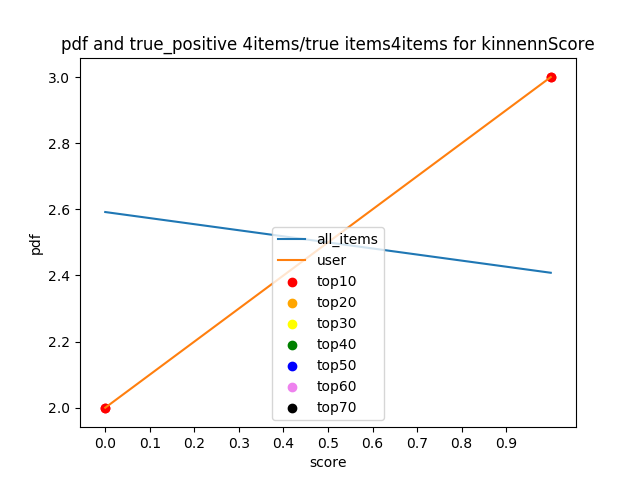 pdf and true_positive 4items/true items4items for kinnennScore
3.0
2.8
2.6
2.4
2.2
2.0
pdf
all_items
user
top10
top20
top30
top40
top50
top60
top70
0.0 0.1 0.2 0.3 0.4 0.5 0.6 0.7 0.8 0.9
score